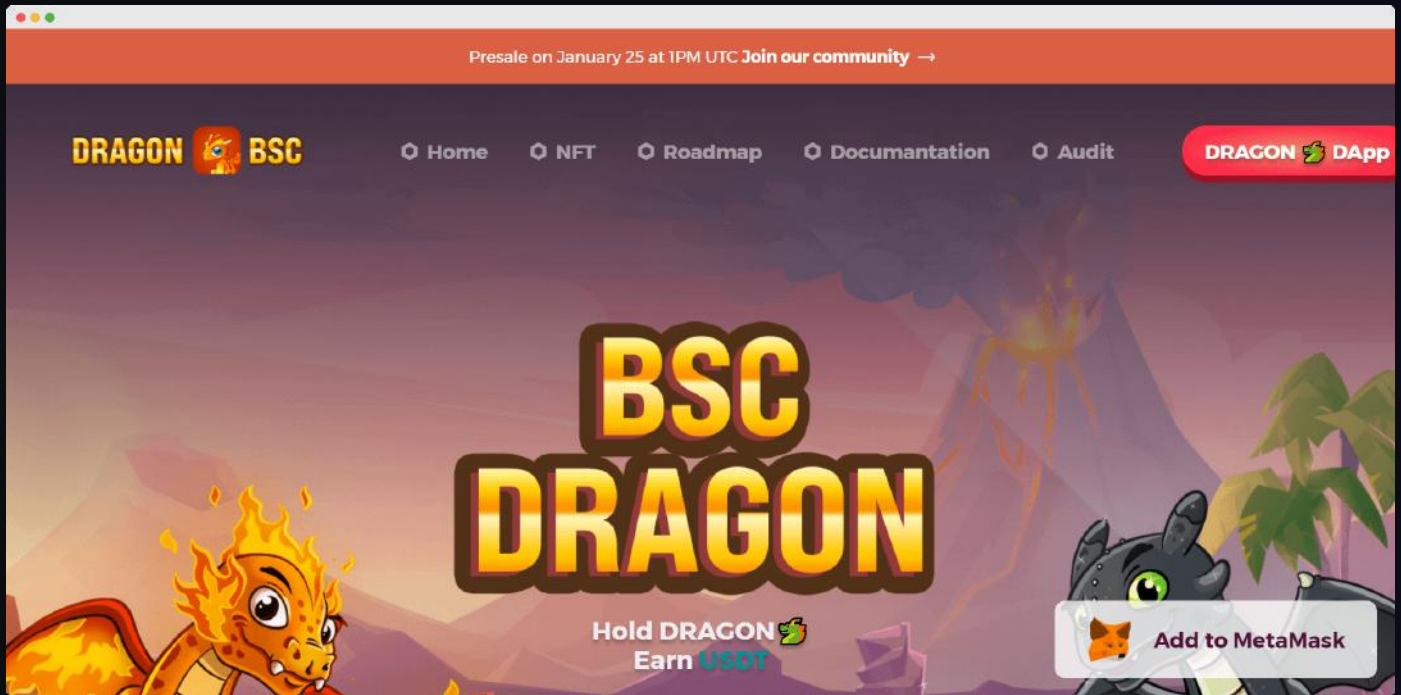 Presale on January 25 at 1PM UTC Join our community →
DRAGON BSC
Home
NFT
Roadmap
Documantation
Audit
DRAGON DApp
BSC
DRAGON
Hold DRAGON
Earn USDT
Add to MetaMask